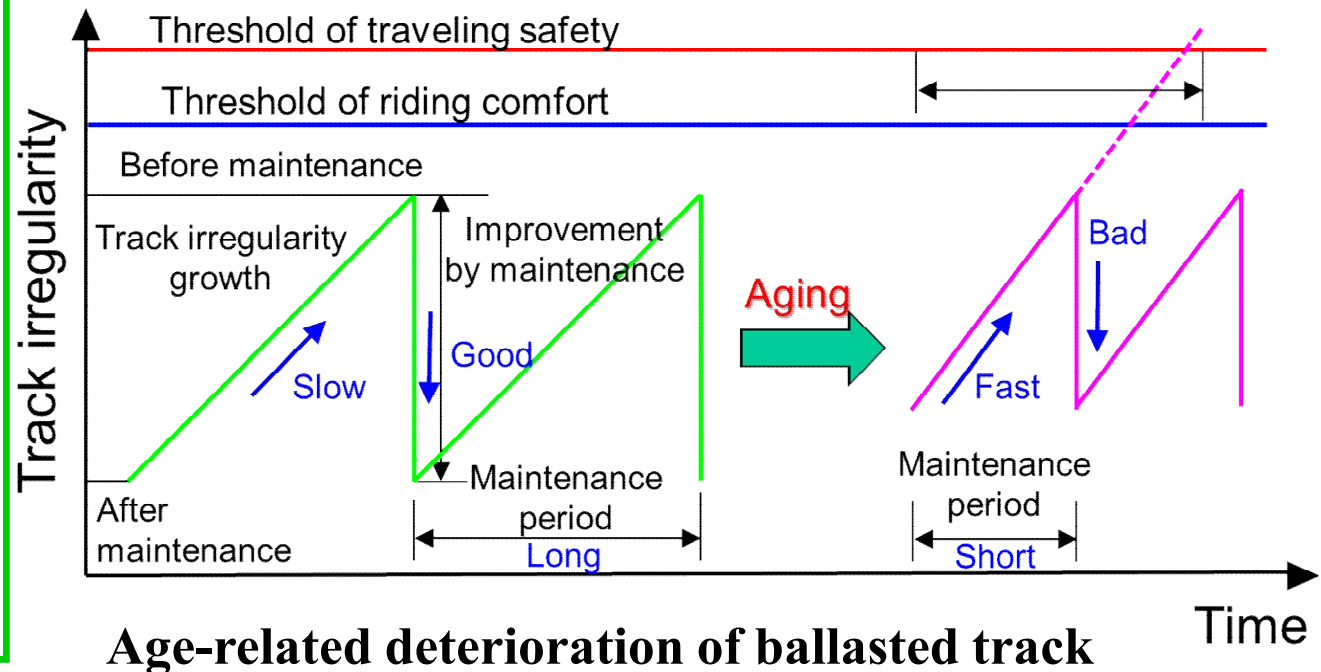 Threshold of traveling safety
Threshold of riding comfort
Track irregularity
Before maintenance
Track irregularity
growth
Improvement
by maintenance
Slow
Good
After
maintenance
Maintenance
period
Long
Aging
Bad
Fast
Maintenance
period
Short
Time
Age-related deterioration of ballasted track